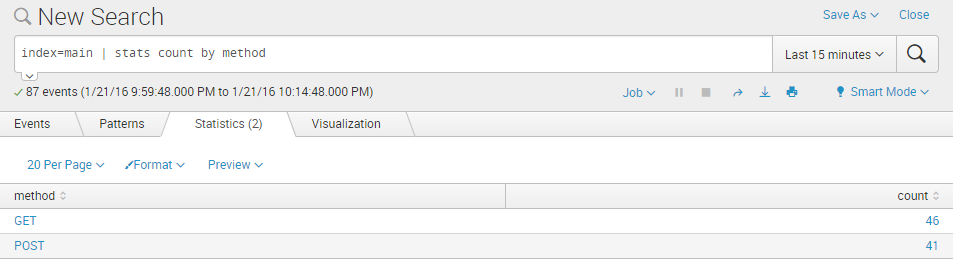 New Search
Save As
Close
index=main | stats count by method
Last 15 minutes
87 events (1/21/16 9:59:48.000 PM to 1/21/16 10:14:48.000 PM)
Job
Smart Mode
Events
Patterns
Statistics (2)
Visualization
20 Per Page
Format
Preview
method
count
GET
46
POST
41